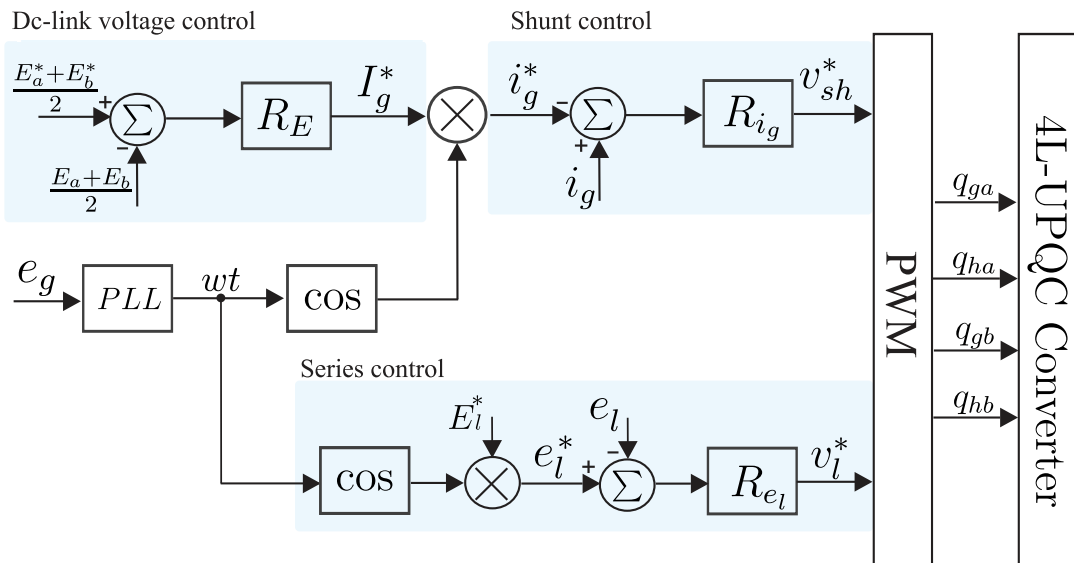 Dc-link voltage control
Shunt control
\frac{E_a^*+E_b^*}{2}
+
Σ
−
\frac{E_a+E_b}{2}
R_E
I_g^*
×
i_g^*
−
Σ
+
i_g
R_{i_g}
v_{sh}^*
e_g
PLL
wt
cos
Series control
cos
E_l^*
×
e_l^*
e_l
−
+
Σ
R_{e_l}
v_l^*
PWM
q_{ga}
q_{ha}
q_{gb}
q_{hb}
4L-UPQC Converter